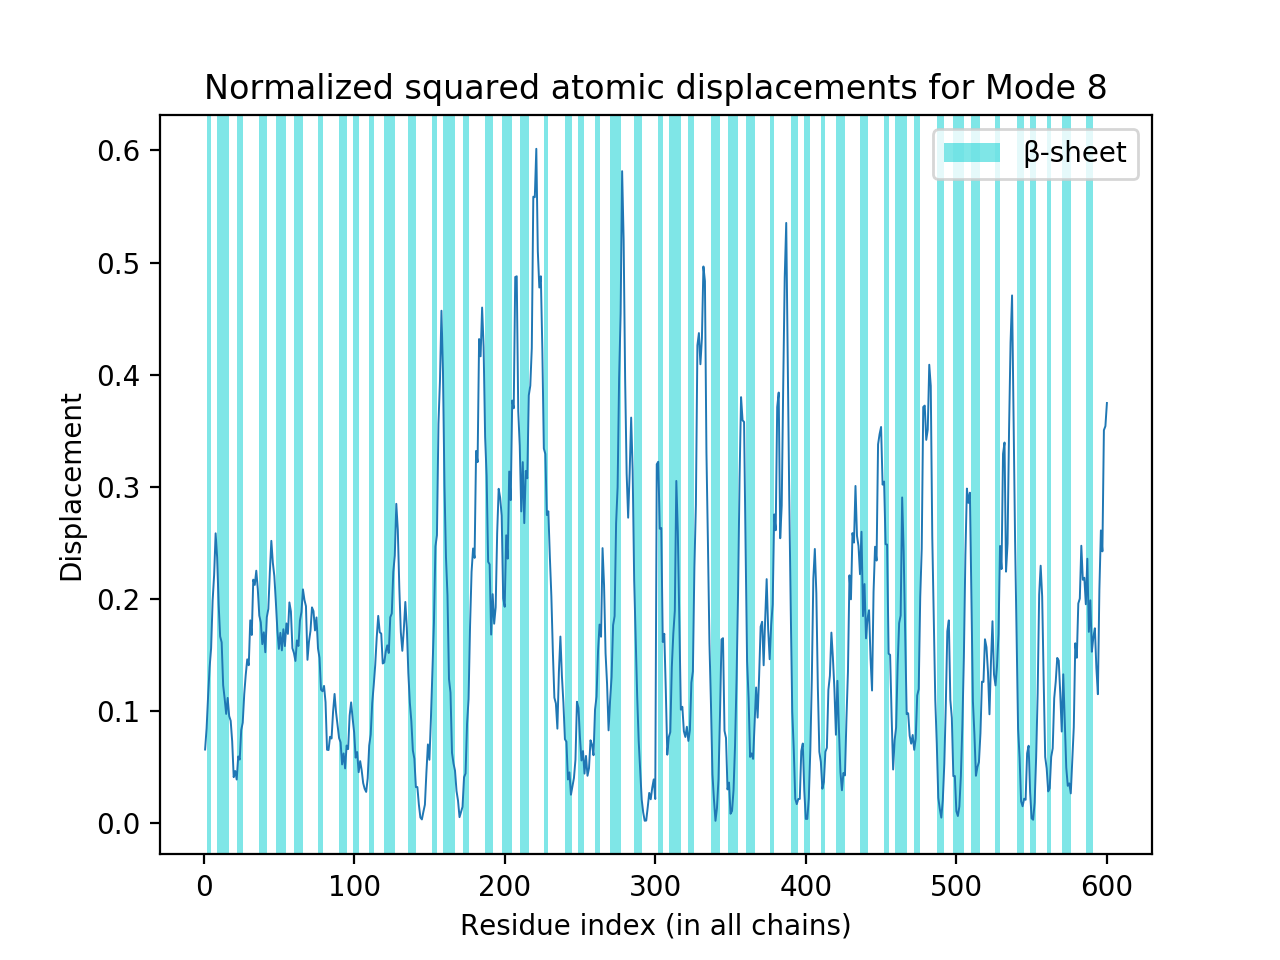 Normalized squared atomic displacements for Mode 8
β-sheet
0.6
0.5
0.4
0.3
0.2
0.1
0.0
Displacement
0 100 200 300 400 500 600
Residue index (in all chains)